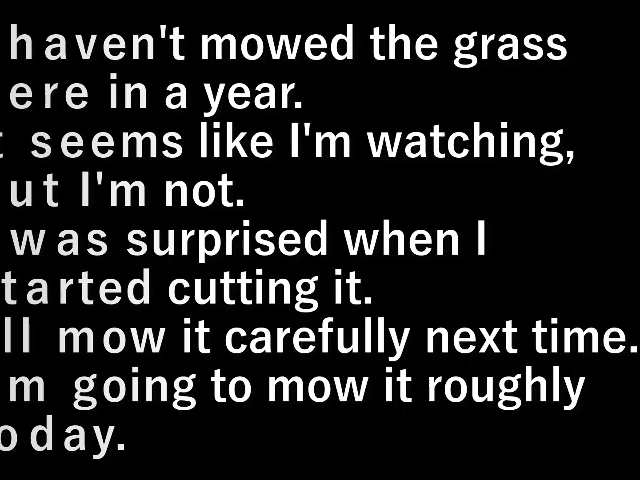 haven't mowed the grass
ere in a year.
t seems like I'm watching,
ut I'm not.
was surprised when I
tarted cutting it.
ll mow it carefully next time.
m going to mow it roughly
oday.